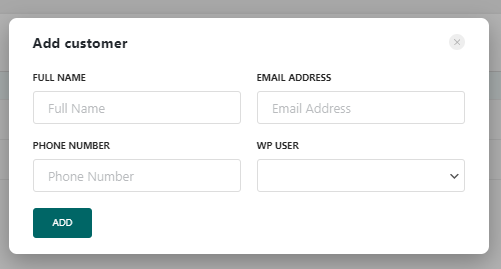 Add customer
FULL NAME
EMAIL ADDRESS
Full Name
Email Address
PHONE NUMBER
WP USER
Phone Number
ADD